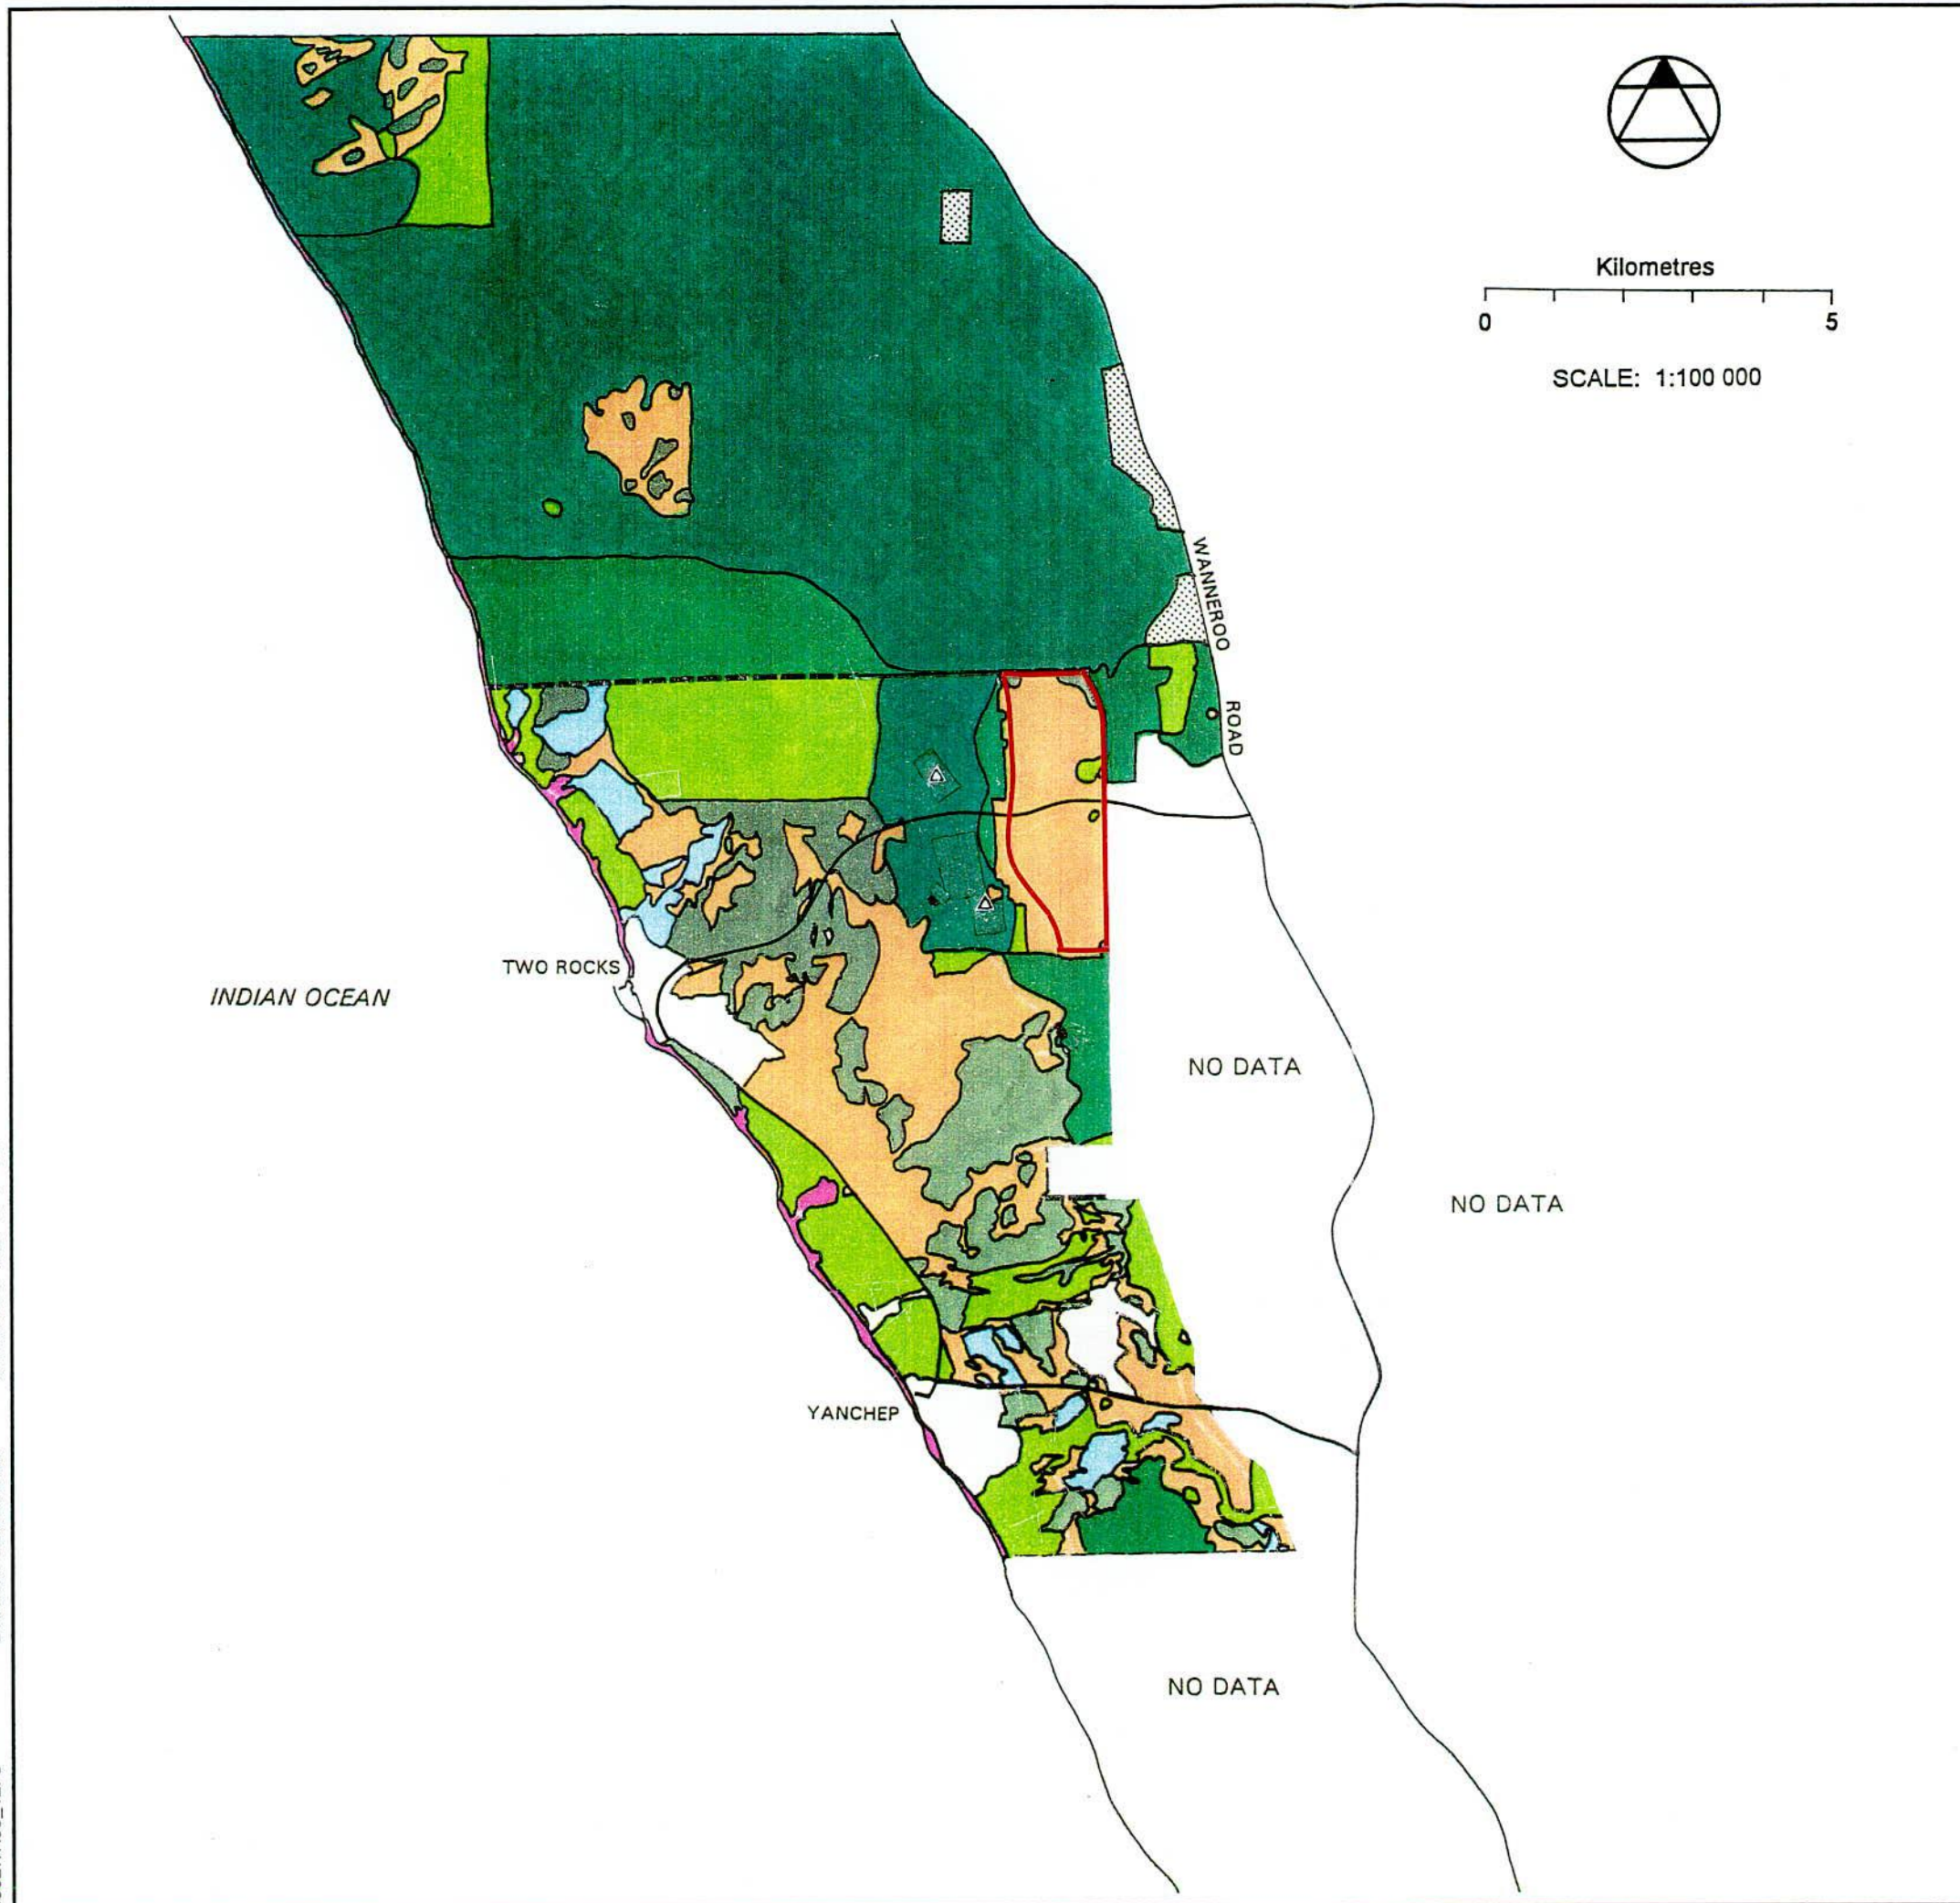 Kilometres
0 5
SCALE: 1:100 000
WANNEROO
ROAD
TWO ROCKS
INDIAN OCEAN
NO DATA
NO DATA
YANCHEP
NO DATA